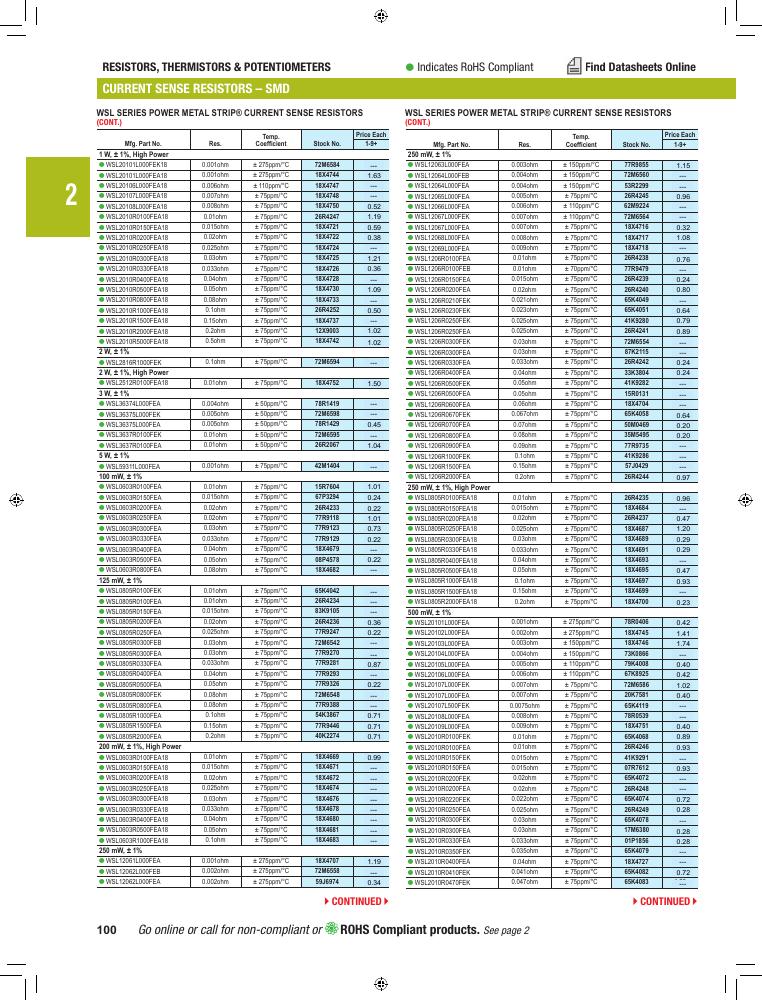 RESISTORS, THERMISTORS & POTENTIOMETERS
Indicates RoHS Compliant
Find Datasheets Online
CURRENT SENSE RESISTORS – SMD
2
WSL SERIES POWER METAL STRIP® CURRENT SENSE RESISTORS
(CONT.)
Mfg. Part No. Res. Temp. Coefficient Stock No. Price Each 1-9+
1 W, ± 1%, High Power
WSL20101L000FEK18 0.001ohm ± 275ppm/°C 72M6584 ---
WSL20101L000FEA18 0.001ohm ± 275ppm/°C 18X4744 1.63
WSL20106L000FEA18 0.006ohm ± 110ppm/°C 18X4747 ---
WSL20107L000FEA18 0.007ohm ± 75ppm/°C 18X4748 ---
WSL20108L000FEA18 0.008ohm ± 75ppm/°C 18X4750 0.52
WSL2010R0100FEA18 0.01ohm ± 75ppm/°C 26R4247 1.19
WSL2010R0150FEA18 0.015ohm ± 75ppm/°C 18X4721 0.59
WSL2010R0200FEA18 0.02ohm ± 75ppm/°C 18X4722 0.38
WSL2010R0250FEA18 0.025ohm ± 75ppm/°C 18X4724 ---
WSL2010R0300FEA18 0.03ohm ± 75ppm/°C 18X4725 1.21
WSL2010R0330FEA18 0.033ohm ± 75ppm/°C 18X4726 0.36
WSL2010R0400FEA18 0.04ohm ± 75ppm/°C 18X4728 ---
WSL2010R0500FEA18 0.05ohm ± 75ppm/°C 18X4730 1.09
WSL2010R0800FEA18 0.08ohm ± 75ppm/°C 18X4733 ---
WSL2010R1000FEA18 0.1ohm ± 75ppm/°C 26R4252 0.50
WSL2010R1500FEA18 0.15ohm ± 75ppm/°C 18X4737 ---
WSL2010R2000FEA18 0.2ohm ± 75ppm/°C 12X9003 1.02
WSL2010R5000FEA18 0.5ohm ± 75ppm/°C 18X4742 1.02
2 W, ± 1%
WSL2816R1000FEK 0.1ohm ± 75ppm/°C 72M6594 ---
2 W, ± 1%, High Power
WSL2512R0100FEA18 0.01ohm ± 75ppm/°C 18X4752 1.50
3 W, ± 1%
WSL36374L000FEA 0.004ohm ± 50ppm/°C 78R1419 ---
WSL36375L000FEK 0.005ohm ± 50ppm/°C 72M6598 ---
WSL36375L000FEA 0.005ohm ± 50ppm/°C 78R1429 0.45
WSL3637R0100FEK 0.01ohm ± 50ppm/°C 72M6595 ---
WSL3637R0100FEA 0.01ohm ± 50ppm/°C 26R2067 1.04
5 W, ± 1%
WSL59311L000FEA 0.001ohm ± 75ppm/°C 42M1404 ---
100 mW, ± 1%
WSL0603R0100FEA 0.01ohm ± 75ppm/°C 15R7604 1.01
WSL0603R0150FEA 0.015ohm ± 75ppm/°C 67P3294 0.24
WSL0603R0200FEA 0.02ohm ± 75ppm/°C 26R4233 0.22
WSL0603R0250FEA 0.02ohm ± 75ppm/°C 77R9118 1.01
WSL0603R0300FEA 0.03ohm ± 75ppm/°C 77R9123 0.73
WSL0603R0330FEA 0.033ohm ± 75ppm/°C 77R9129 0.22
WSL0603R0400FEA 0.04ohm ± 75ppm/°C 18X4679 ---
WSL0603R0500FEA 0.05ohm ± 75ppm/°C 08P4578 0.22
WSL0603R0800FEA 0.08ohm ± 75ppm/°C 18X4682 ---
125 mW, ± 1%
WSL0805R0100FEK 0.01ohm ± 75ppm/°C 65K4042 ---
WSL0805R0100FEA 0.01ohm ± 75ppm/°C 26R4234 ---
WSL0805R0150FEA 0.015ohm ± 75ppm/°C 83K9105 ---
WSL0805R0200FEA 0.02ohm ± 75ppm/°C 26R4236 0.36
WSL0805R0250FEA 0.025ohm ± 75ppm/°C 77R9247 0.22
WSL0805R0300FEB 0.03ohm ± 75ppm/°C 72M6542 ---
WSL0805R0300FEA 0.03ohm ± 75ppm/°C 77R9270 ---
WSL0805R0330FEA 0.033ohm ± 75ppm/°C 77R9281 0.87
WSL0805R0400FEA 0.04ohm ± 75ppm/°C 77R9293 ---
WSL0805R0500FEA 0.05ohm ± 75ppm/°C 77R9326 0.22
WSL0805R0800FEK 0.08ohm ± 75ppm/°C 72M6548 ---
WSL0805R0800FEA 0.08ohm ± 75ppm/°C 77R9388 ---
WSL0805R1000FEA 0.1ohm ± 75ppm/°C 54K3867 0.71
WSL0805R1500FEA 0.15ohm ± 75ppm/°C 77R9446 0.71
WSL0805R2000FEA 0.2ohm ± 75ppm/°C 40K2274 0.71
200 mW, ± 1%, High Power
WSL0603R0100FEA18 0.01ohm ± 75ppm/°C 18X4669 0.99
WSL0603R0150FEA18 0.015ohm ± 75ppm/°C 18X4671 ---
WSL0603R0200FEA18 0.02ohm ± 75ppm/°C 18X4672 ---
WSL0603R0250FEA18 0.025ohm ± 75ppm/°C 18X4674 ---
WSL0603R0300FEA18 0.03ohm ± 75ppm/°C 18X4676 ---
WSL0603R0330FEA18 0.033ohm ± 75ppm/°C 18X4678 ---
WSL0603R0400FEA18 0.04ohm ± 75ppm/°C 18X4680 ---
WSL0603R0500FEA18 0.05ohm ± 75ppm/°C 18X4681 ---
WSL0603R1000FEA18 0.1ohm ± 75ppm/°C 18X4683 ---
250 mW, ± 1%
WSL12061L000FEA 0.001ohm ± 275ppm/°C 18X4707 1.19
WSL12062L000FEB 0.002ohm ± 275ppm/°C 72M6558 ---
WSL12062L000FEA 0.002ohm ± 275ppm/°C 59J6974 0.34
CONTINUED
WSL SERIES POWER METAL STRIP® CURRENT SENSE RESISTORS
(CONT.)
Mfg. Part No. Res. Temp. Coefficient Stock No. Price Each 1-9+
250 mW, ± 1%
WSL12063L000FEA 0.003ohm ± 150ppm/°C 77R9855 1.15
WSL12064L000FEB 0.004ohm ± 150ppm/°C 72M6560 ---
WSL12064L000FEA 0.004ohm ± 150ppm/°C 53R2299 ---
WSL12065L000FEA 0.005ohm ± 75ppm/°C 26R4245 0.96
WSL12066L000FEA 0.006ohm ± 110ppm/°C 62M9224 ---
WSL12067L000FEK 0.007ohm ± 110ppm/°C 72M6564 ---
WSL12067L000FEA 0.007ohm ± 75ppm/°C 18X4716 0.32
WSL12068L000FEA 0.008ohm ± 75ppm/°C 18X4717 1.08
WSL12069L000FEA 0.009ohm ± 75ppm/°C 18X4718 ---
WSL1206R0100FEA 0.01ohm ± 75ppm/°C 26R4238 0.76
WSL1206R0100FEB 0.01ohm ± 75ppm/°C 77R9479 ---
WSL1206R0150FEA 0.015ohm ± 75ppm/°C 26R4239 0.24
WSL1206R0200FEA 0.02ohm ± 75ppm/°C 26R4240 0.80
WSL1206R0210FEK 0.021ohm ± 75ppm/°C 65K4049 ---
WSL1206R0230FEA 0.023ohm ± 75ppm/°C 65K4051 0.64
WSL1206R0250FEK 0.025ohm ± 75ppm/°C 41K9280 0.79
WSL1206R0250FEA 0.025ohm ± 75ppm/°C 26R4241 0.89
WSL1206R0300FEK 0.03ohm ± 75ppm/°C 72M6554 ---
WSL1206R0300FEA 0.03ohm ± 75ppm/°C 87K2115 ---
WSL1206R0330FEA 0.033ohm ± 75ppm/°C 26R4242 0.24
WSL1206R0400FEA 0.04ohm ± 75ppm/°C 33K3804 0.24
WSL1206R0500FEK 0.05ohm ± 75ppm/°C 41K9282 ---
WSL1206R0500FEA 0.05ohm ± 75ppm/°C 15R0131 ---
WSL1206R0600FEA 0.06ohm ± 75ppm/°C 18X4704 ---
WSL1206R0670FEK 0.067ohm ± 75ppm/°C 65K4058 0.64
WSL1206R0700FEA 0.07ohm ± 75ppm/°C 50M0469 0.20
WSL1206R0800FEA 0.08ohm ± 75ppm/°C 35M5495 0.20
WSL1206R0900FEA 0.09ohm ± 75ppm/°C 77R9735 ---
WSL1206R1000FEK 0.1ohm ± 75ppm/°C 41K9286 ---
WSL1206R1500FEA 0.15ohm ± 75ppm/°C 57J0429 ---
WSL1206R2000FEA 0.2ohm ± 75ppm/°C 26R4244 0.97
250 mW, ± 1%, High Power
WSL0805R0100FEA18 0.01ohm ± 75ppm/°C 26R4235 0.96
WSL0805R0150FEA18 0.015ohm ± 75ppm/°C 18X4684 ---
WSL0805R0200FEA18 0.02ohm ± 75ppm/°C 26R4237 0.47
WSL0805R0250FEA18 0.025ohm ± 75ppm/°C 18X4687 1.20
WSL0805R0300FEA18 0.03ohm ± 75ppm/°C 18X4689 0.29
WSL0805R0330FEA18 0.033ohm ± 75ppm/°C 18X4691 0.29
WSL0805R0400FEA18 0.04ohm ± 75ppm/°C 18X4693 ---
WSL0805R0500FEA18 0.05ohm ± 75ppm/°C 18X4695 0.47
WSL0805R1000FEA18 0.1ohm ± 75ppm/°C 18X4697 0.93
WSL0805R1500FEA18 0.15ohm ± 75ppm/°C 18X4699 ---
WSL0805R2000FEA18 0.2ohm ± 75ppm/°C 18X4700 0.23
500 mW, ± 1%
WSL20101L000FEA 0.001ohm ± 275ppm/°C 78R0406 0.42
WSL20102L000FEA 0.002ohm ± 275ppm/°C 18X4745 1.41
WSL20103L000FEA 0.003ohm ± 150ppm/°C 18X4746 1.74
WSL20104L000FEA 0.004ohm ± 150ppm/°C 73K0866 ---
WSL20105L000FEA 0.005ohm ± 110ppm/°C 79K4008 0.40
WSL20106L000FEA 0.006ohm ± 110ppm/°C 67K8925 0.42
WSL20107L000FEA 0.007ohm ± 75ppm/°C 72M6586 1.02
WSL20107L000FEA 0.007ohm ± 75ppm/°C 20K7581 0.40
WSL20107L500FEK 0.0075ohm ± 75ppm/°C 65K4119 ---
WSL20108L000FEA 0.008ohm ± 75ppm/°C 78R0539 ---
WSL20109L000FEA 0.009ohm ± 75ppm/°C 18X4751 0.40
WSL2010R0100FEK 0.01ohm ± 75ppm/°C 65K4068 0.89
WSL2010R0100FEA 0.01ohm ± 75ppm/°C 26R4246 0.93
WSL2010R0150FEK 0.015ohm ± 75ppm/°C 41K9291 ---
WSL2010R0150FEA 0.015ohm ± 75ppm/°C 07R7612 0.93
WSL2010R0200FEK 0.02ohm ± 75ppm/°C 65K4072 ---
WSL2010R0200FEA 0.02ohm ± 75ppm/°C 26R4248 ---
WSL2010R0220FEK 0.022ohm ± 75ppm/°C 65K4074 0.72
WSL2010R0250FEA 0.025ohm ± 75ppm/°C 26R4249 0.28
WSL2010R0300FEK 0.03ohm ± 75ppm/°C 65K4078 ---
WSL2010R0300FEA 0.03ohm ± 75ppm/°C 17M6380 0.28
WSL2010R0330FEA 0.033ohm ± 75ppm/°C 01P1856 0.28
WSL2010R0350FEK 0.035ohm ± 75ppm/°C 65K4079 ---
WSL2010R0400FEA 0.04ohm ± 75ppm/°C 18X4727 ---
WSL2010R0410FEK 0.041ohm ± 75ppm/°C 65K4082 0.72
WSL2010R0470FEK 0.047ohm ± 75ppm/°C 65K4083
CONTINUED
100 Go online or call for non-compliant or ROHS Compliant products. See page 2